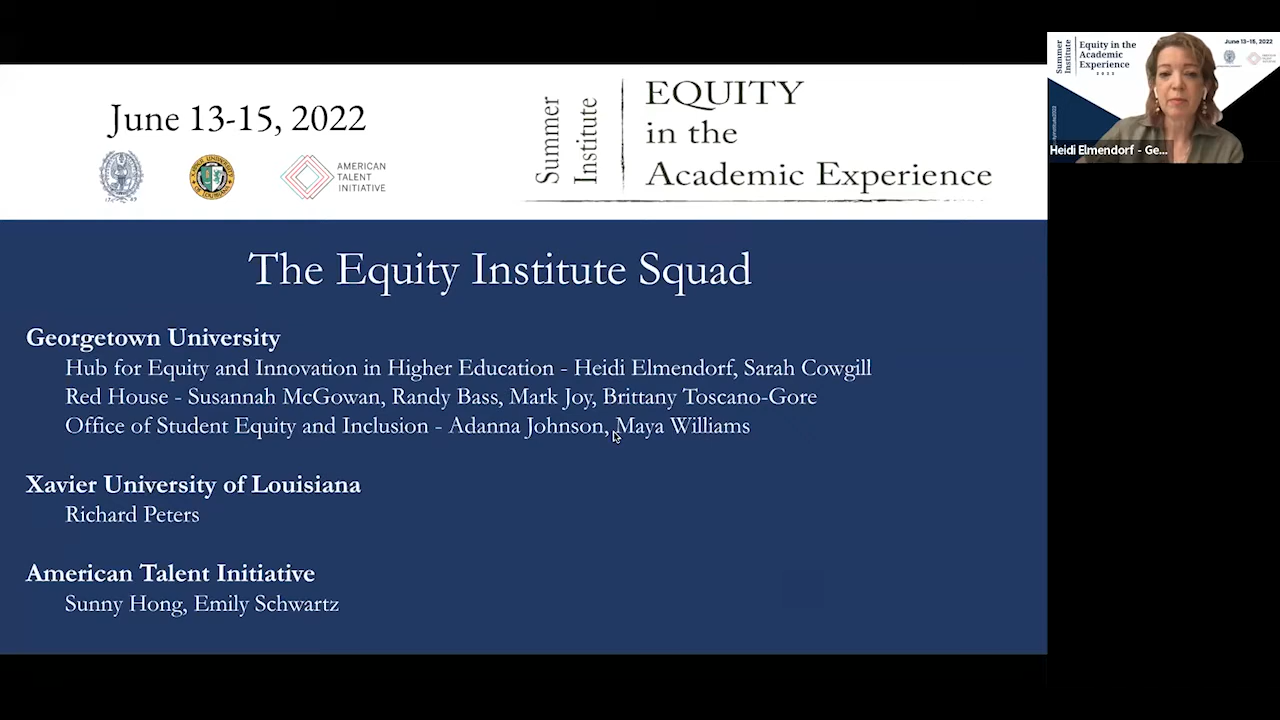 June 13-15, 2022
AMERICAN
TALENT
INITIATIVE
Summer
Institute
EQUITY
in the
Academic Experience
The Equity Institute Squad
Georgetown University
Hub for Equity and Innovation in Higher Education - Heidi Elmendorf, Sarah Cowgill
Red House - Susannah McGowan, Randy Bass, Mark Joy, Brittany Toscano-Gore
Office of Student Equity and Inclusion - Adanna Johnson, Maya Williams
Xavier University of Louisiana
Richard Peters
American Talent Initiative
Sunny Hong, Emily Schwartz
Summer
Institute
Equity in the
Academic
Experience
2022
June 13-15, 2022
Heidi Elmendorf - Ge...